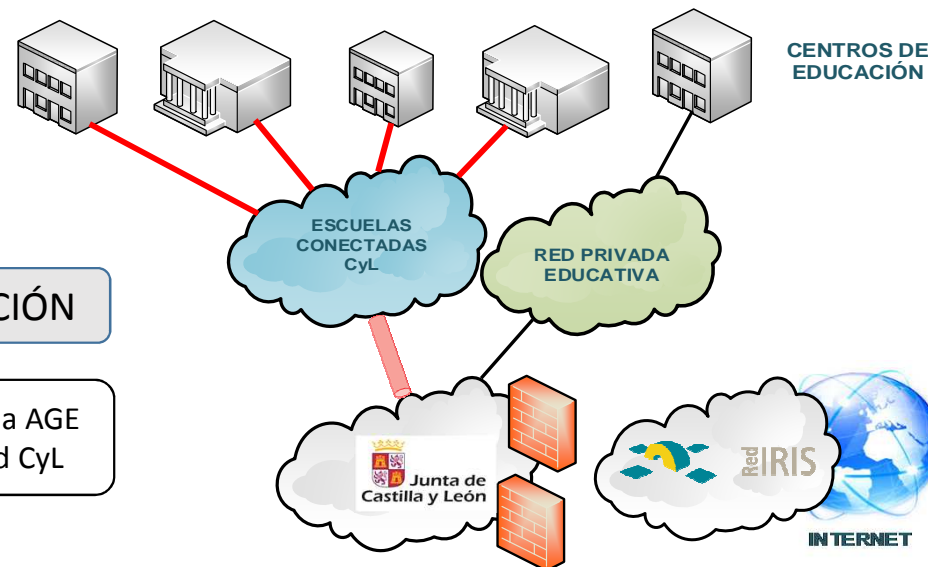 CENTROS DE
EDUCACIÓN
ESCUELAS
CONECTADAS
CyL
RED PRIVADA
EDUCATIVA
CIÓN
a AGE
d CyL
Junta de
Castilla y León
Red IRIS
INTERNET